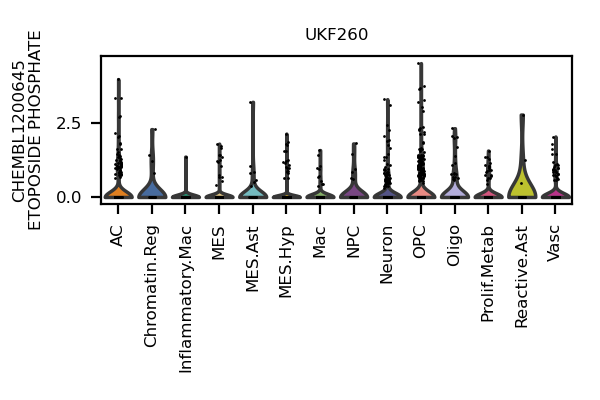 UKF260
CHEMBL1200645
ETOPOSIDE PHOSPHATE
2.5
0.0
AC
Chromatin.Reg
Inflammatory.Mac
MES
MES.Ast
MES.Hyp
Mac
NPC
Neuron
OPC
Oligo
Prolif.Metab
Reactive.Ast
Vasc